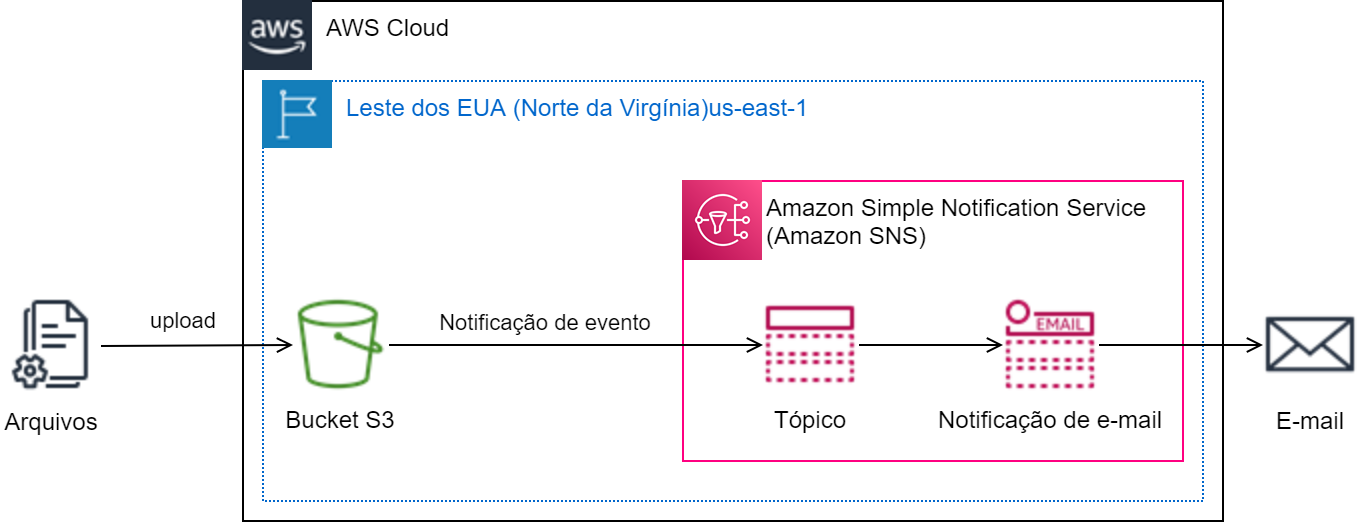 aws
AWS Cloud
Leste dos EUA (Norte da Virgínia)us-east-1
Amazon Simple Notification Service
(Amazon SNS)
upload
Notificação de evento
EMAIL
Arquivos
Bucket S3
Tópico
Notificação de e-mail
E-mail